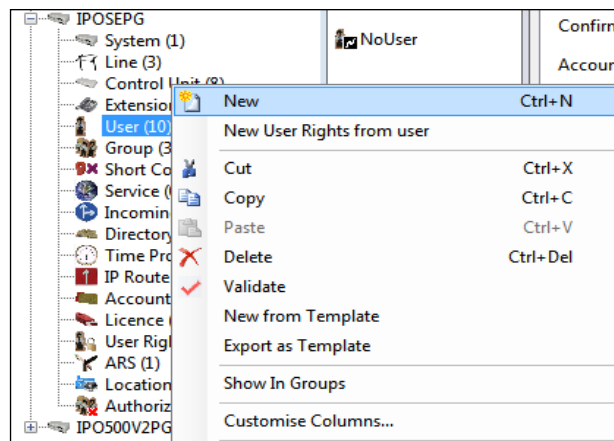 IPOSEPG
System (1)
Line (3)
Control Unit (8)
Extension
User (10)
Group (3
Short Co
Service (
Incomin
Directory
Time Pro
IP Route
Account
Licence (
User Righ
ARS (1)
Location
Authoriz
IPO500V2PG
NoUser
Confirm
Accoun
New Ctrl+N
New User Rights from user
Cut Ctrl+X
Copy Ctrl+C
Paste Ctrl+V
Delete Ctrl+Del
Validate
New from Template
Export as Template
Show In Groups
Customise Columns...